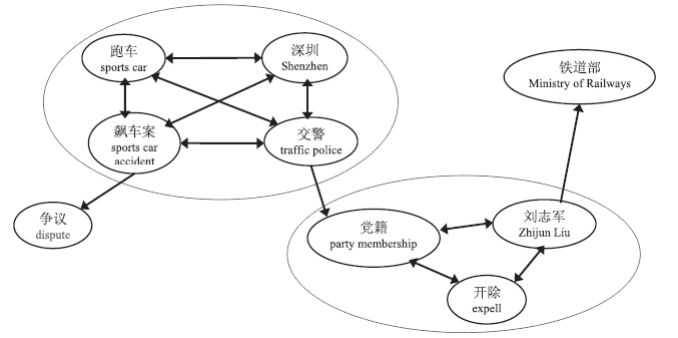 跑车
sports car
深圳
Shenzhen
铁道部
Ministry of Railways
飙车案
sports car
accident
交警
traffic police
争议
dispute
党籍
party membership
刘志军
Zhijun Liu
开除
expell